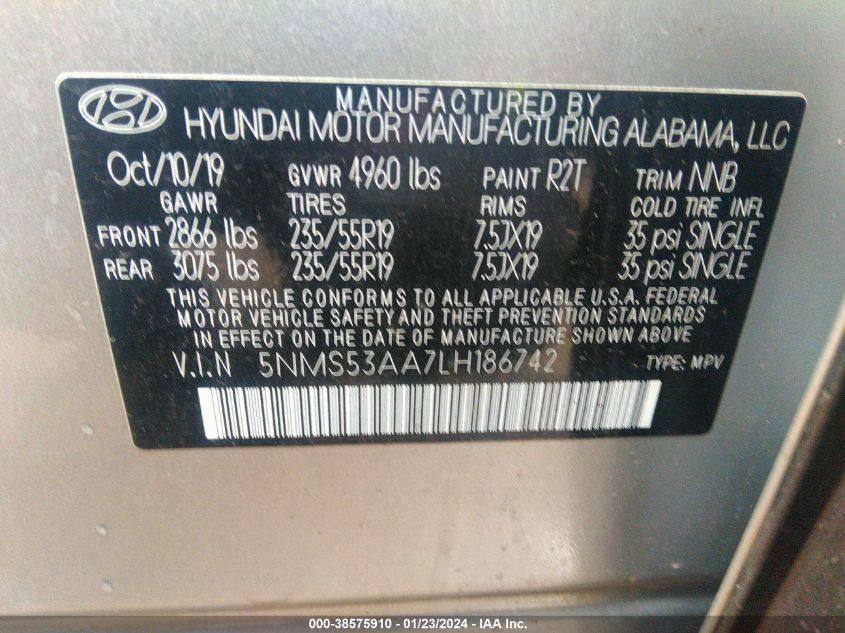 MANUFACTURED BY
HYUNDAI MOTOR MANUFACTURING ALABAMA, LLC
Oct/10/19 GVWR 4960 lbs PAINT R2T TRIM NNB
GAWR TIRES RIMS COLD TIRE INFL
FRONT 2866 lbs 235/55R19 7.5JX19 35 psi SINGLE
REAR 3075 lbs 235/55R19 7.5JX19 35 psi SINGLE
THIS VEHICLE CONFORMS TO ALL APPLICABLE U.S.A. FEDERAL
MOTOR VEHICLE SAFETY AND THEFT PREVENTION STANDARDS
IN EFFECT ON THE DATE OF MANUFACTURE SHOWN ABOVE
V.I.N 5NMS53AA7LH186742 TYPE: MPV
000-38575910 - 01/23/2024 - IAA Inc.